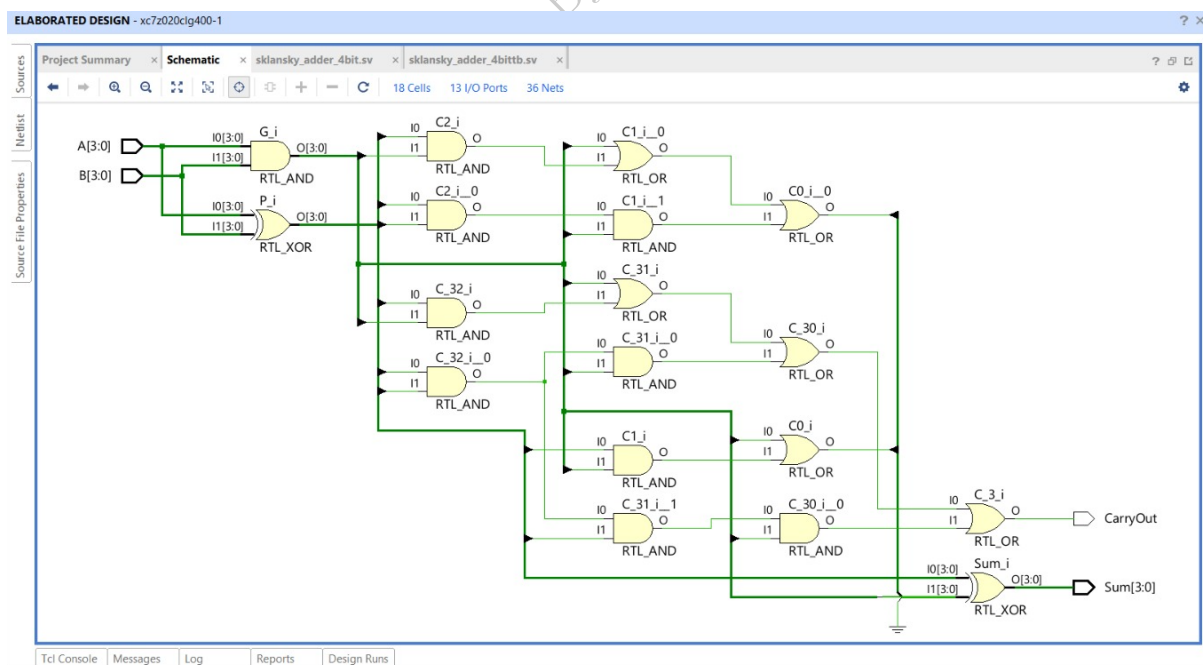 ELABORATED DESIGN - xc7z020clg400-1
? ×
Sources
Netlist
Source File Properties
Project Summary × Schematic × sklansky_adder_4bit.sv × sklansky_adder_4bittb.sv ×
?
18 Cells 13 I/O Ports 36 Nets
A[3:0]
B[3:0]
I0[3:0] G_i O[3:0]
I1[3:0]
RTL_AND
I0[3:0] P_i O[3:0]
I1[3:0]
RTL_XOR
I0 C2_i O
I1
RTL_AND
I0 C2_i__0 O
I1
RTL_AND
I0 C_32_i O
I1
RTL_AND
I0 C_32_i__0 O
I1
RTL_AND
I0 C1_i__0 O
I1
RTL_OR
I0 C1_i__1 O
I1
RTL_AND
I0 C_31_i O
I1
RTL_OR
I0 C_31_i__0 O
I1
RTL_AND
I0 C1_i O
I1
RTL_AND
I0 C_31_i__1 O
I1
RTL_AND
I0 C0_i__0 O
I1
RTL_OR
I0 C_30_i O
I1
RTL_OR
I0 C0_i O
I1
RTL_OR
I0 C_30_i__0 O
I1
RTL_AND
I0 C_3_i O
I1
RTL_OR
CarryOut
I0[3:0] Sum_i O[3:0]
I1[3:0]
RTL_XOR
Sum[3:0]
Tcl Console Messages Log Reports Design Runs